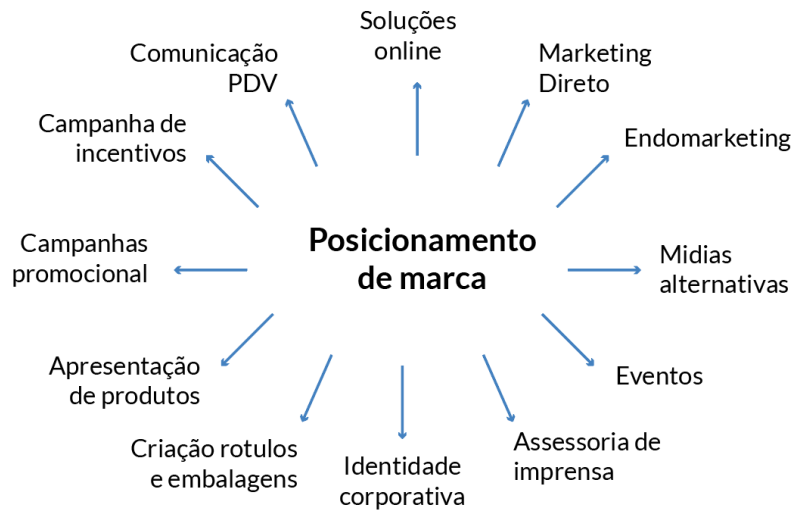 Soluções
online
Marketing
Direto
Endomarketing
Midias
alternativas
Eventos
Assessoria de
imprensa
Identidade
corporativa
Criação rotulos
e embalagens
Apresentação
de produtos
Campanhas
promocional
Campanha de
incentivos
Comunicação
PDV
Posicionamento
de marca